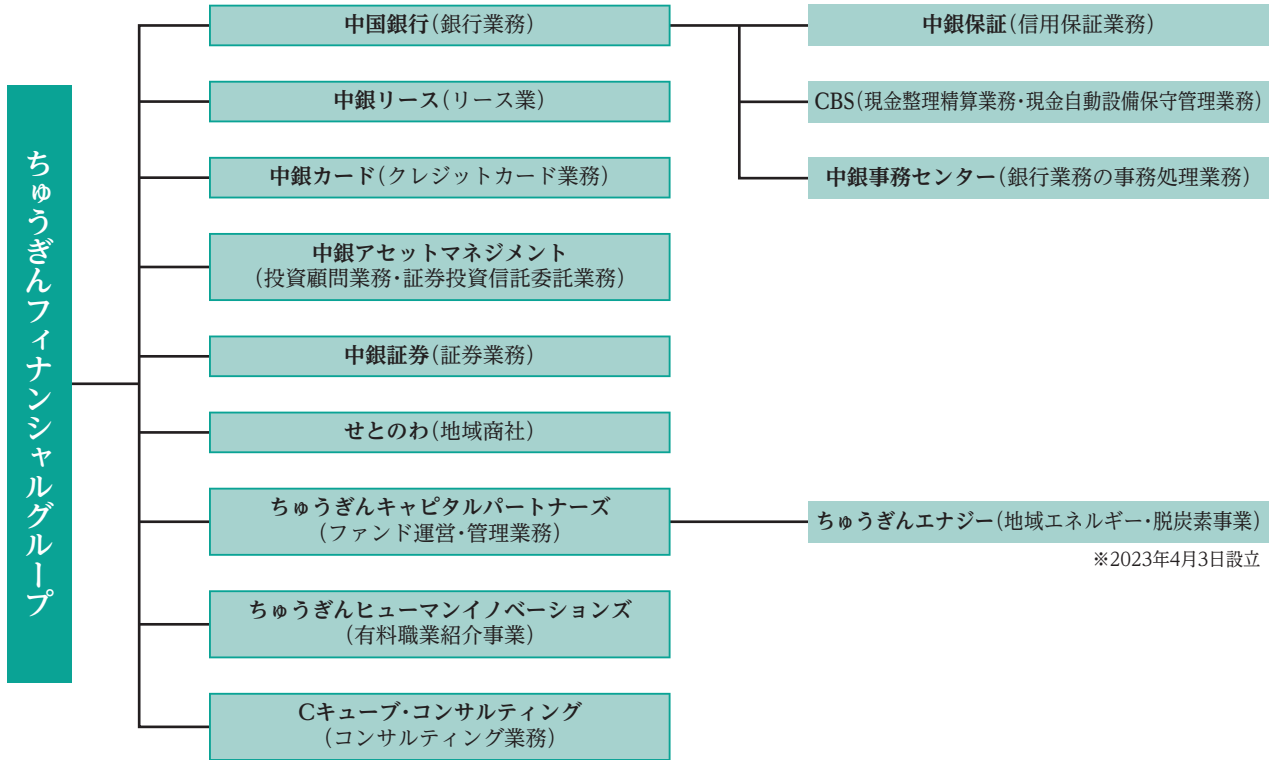 ちゅうぎんフィナンシャルグループ
中国銀行(銀行業務)
中銀保証(信用保証業務)
中銀リース(リース業)
CBS(現金整理精算業務・現金自動設備保守管理業務)
中銀カード(クレジットカード業務)
中銀事務センター(銀行業務の事務処理業務)
中銀アセットマネジメント
(投資顧問業務・証券投資信託委託業務)
中銀証券(証券業務)
せとのわ(地域商社)
ちゅうぎんキャピタルパートナーズ
(ファンド運営・管理業務)
ちゅうぎんエナジー(地域エネルギー・脱炭素事業)
※2023年4月3日設立
ちゅうぎんヒューマンイノベーションズ
(有料職業紹介事業)
Cキューブ・コンサルティング
(コンサルティング業務)